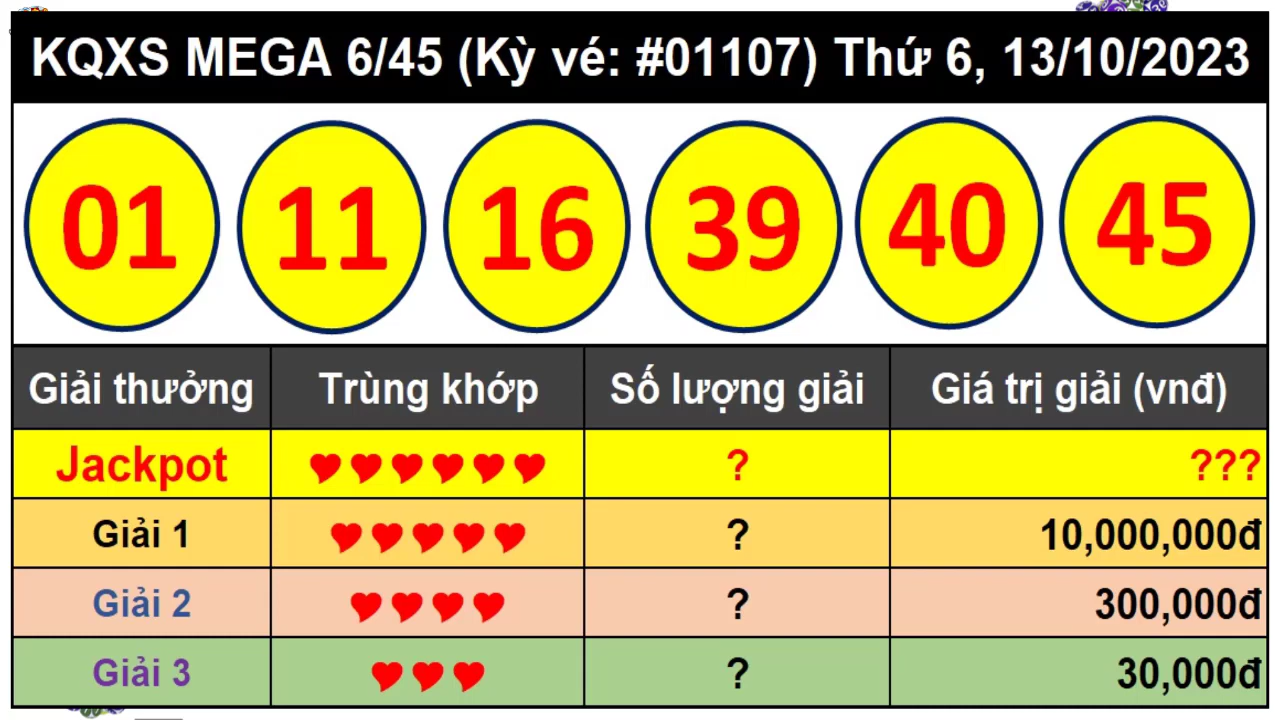 KQXS MEGA 6/45 (Kỳ vé: #01107) Thứ 6, 13/10/2023
01 11 16 39 40 45
Giải thưởng Trùng khớp Số lượng giải Giá trị giải (vnđ)
Jackpot ? ???
Giải 1 ? 10,000,000đ
Giải 2 ? 300,000đ
Giải 3 ? 30,000đ